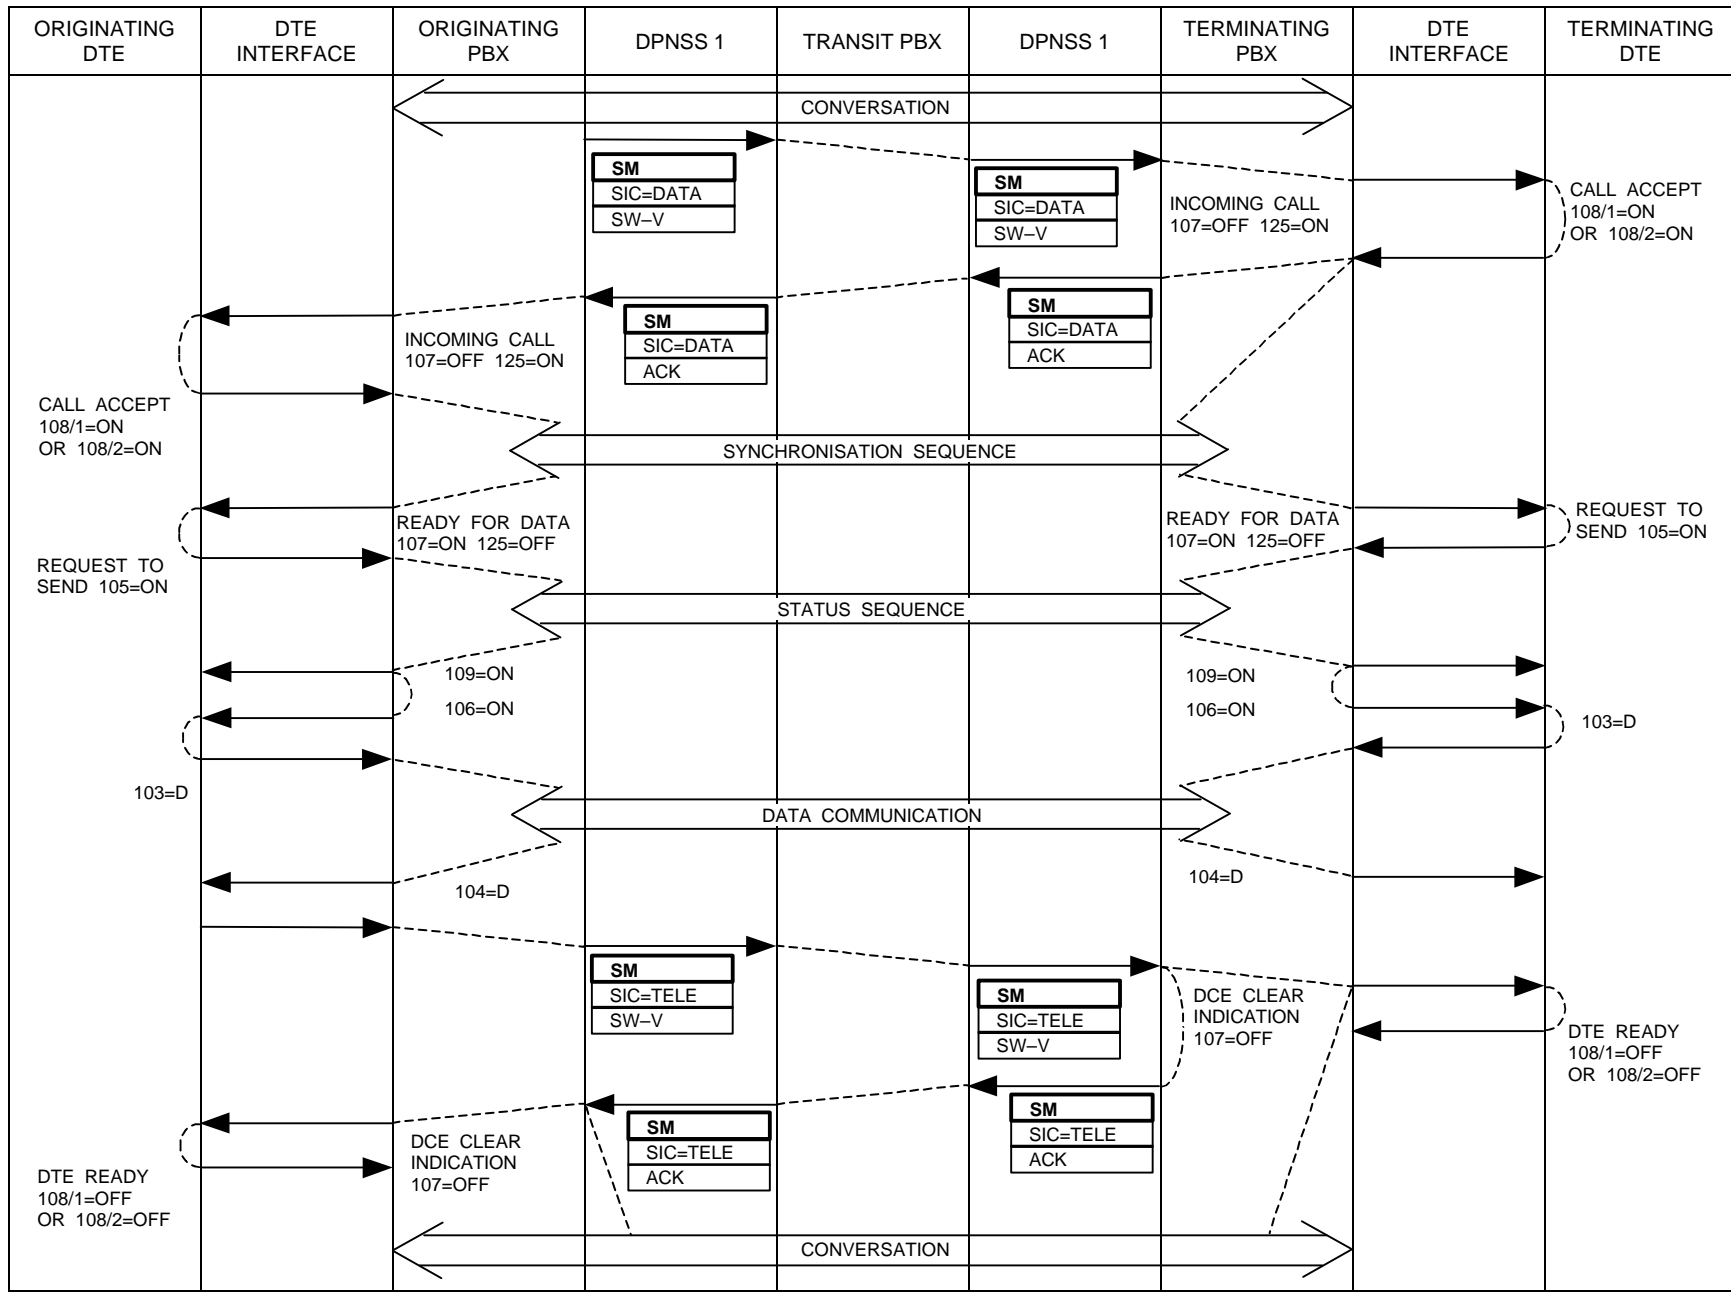 ORIGINATING
DTE
DTE
INTERFACE
ORIGINATING
PBX
DPNSS 1
TRANSIT PBX
DPNSS 1
TERMINATING
PBX
DTE
INTERFACE
TERMINATING
DTE
CONVERSATION
SM
SIC=DATA
SW–V
SM
SIC=DATA
SW–V
INCOMING CALL
107=OFF 125=ON
CALL ACCEPT
108/1=ON
OR 108/2=ON
INCOMING CALL
107=OFF 125=ON
SM
SIC=DATA
ACK
SM
SIC=DATA
ACK
CALL ACCEPT
108/1=ON
OR 108/2=ON
SYNCHRONISATION SEQUENCE
READY FOR DATA
107=ON 125=OFF
READY FOR DATA
107=ON 125=OFF
REQUEST TO
SEND 105=ON
REQUEST TO
SEND 105=ON
STATUS SEQUENCE
109=ON
106=ON
109=ON
106=ON
103=D
103=D
DATA COMMUNICATION
104=D
104=D
SM
SIC=TELE
SW–V
SM
SIC=TELE
SW–V
DCE CLEAR
INDICATION
107=OFF
DTE READY
108/1=OFF
OR 108/2=OFF
DCE CLEAR
INDICATION
107=OFF
SM
SIC=TELE
ACK
SM
SIC=TELE
ACK
DTE READY
108/1=OFF
OR 108/2=OFF
CONVERSATION